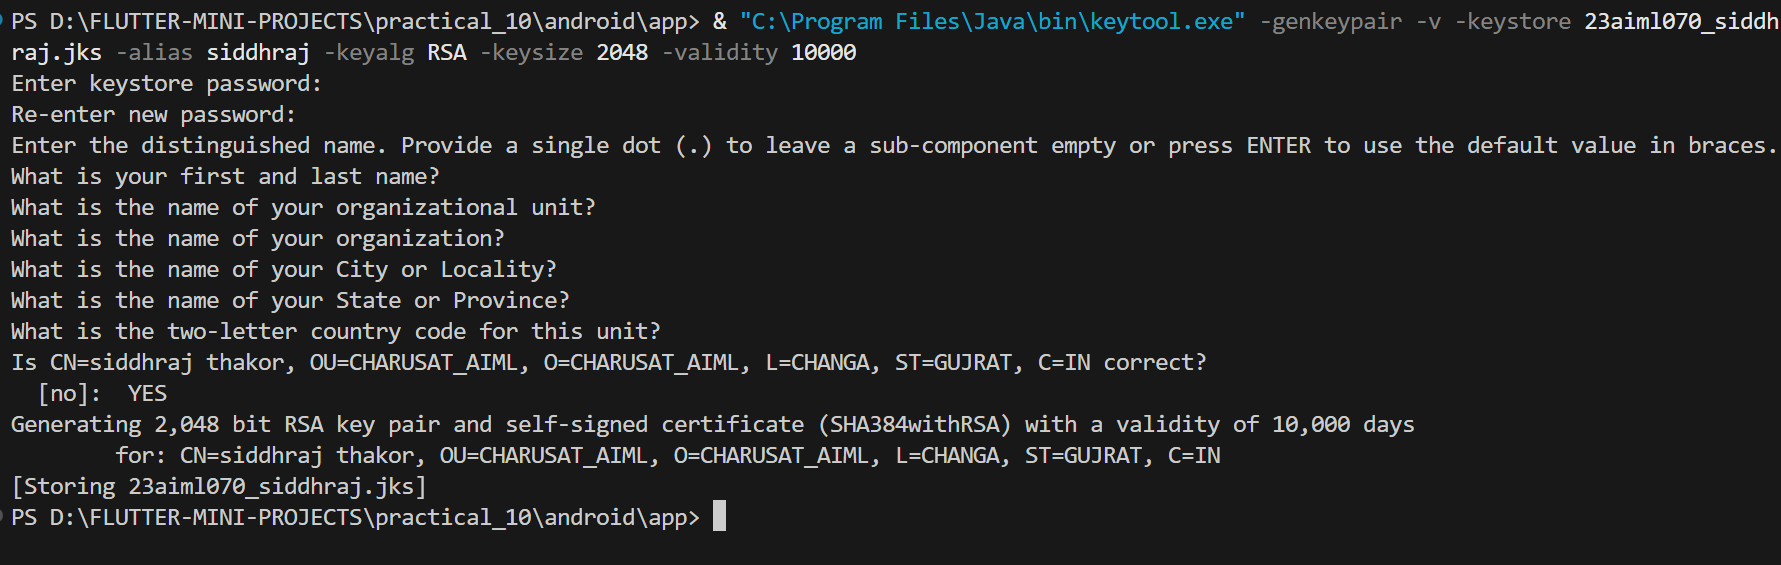 PS D:\FLUTTER-MINI-PROJECTS\practical_10\android\app> & "C:\Program Files\Java\bin\keytool.exe" -genkeypair -v -keystore 23aiml070_siddh
raj.jks -alias siddhraj -keyalg RSA -keysize 2048 -validity 10000
Enter keystore password:
Re-enter new password:
Enter the distinguished name. Provide a single dot (.) to leave a sub-component empty or press ENTER to use the default value in braces.
What is your first and last name?
What is the name of your organizational unit?
What is the name of your organization?
What is the name of your City or Locality?
What is the name of your State or Province?
What is the two-letter country code for this unit?
Is CN=siddhraj thakor, OU=CHARUSAT_AIML, O=CHARUSAT_AIML, L=CHANGA, ST=GUJRAT, C=IN correct?
  [no]:  YES
Generating 2,048 bit RSA key pair and self-signed certificate (SHA384withRSA) with a validity of 10,000 days
        for: CN=siddhraj thakor, OU=CHARUSAT_AIML, O=CHARUSAT_AIML, L=CHANGA, ST=GUJRAT, C=IN
[Storing 23aiml070_siddhraj.jks]
PS D:\FLUTTER-MINI-PROJECTS\practical_10\android\app>